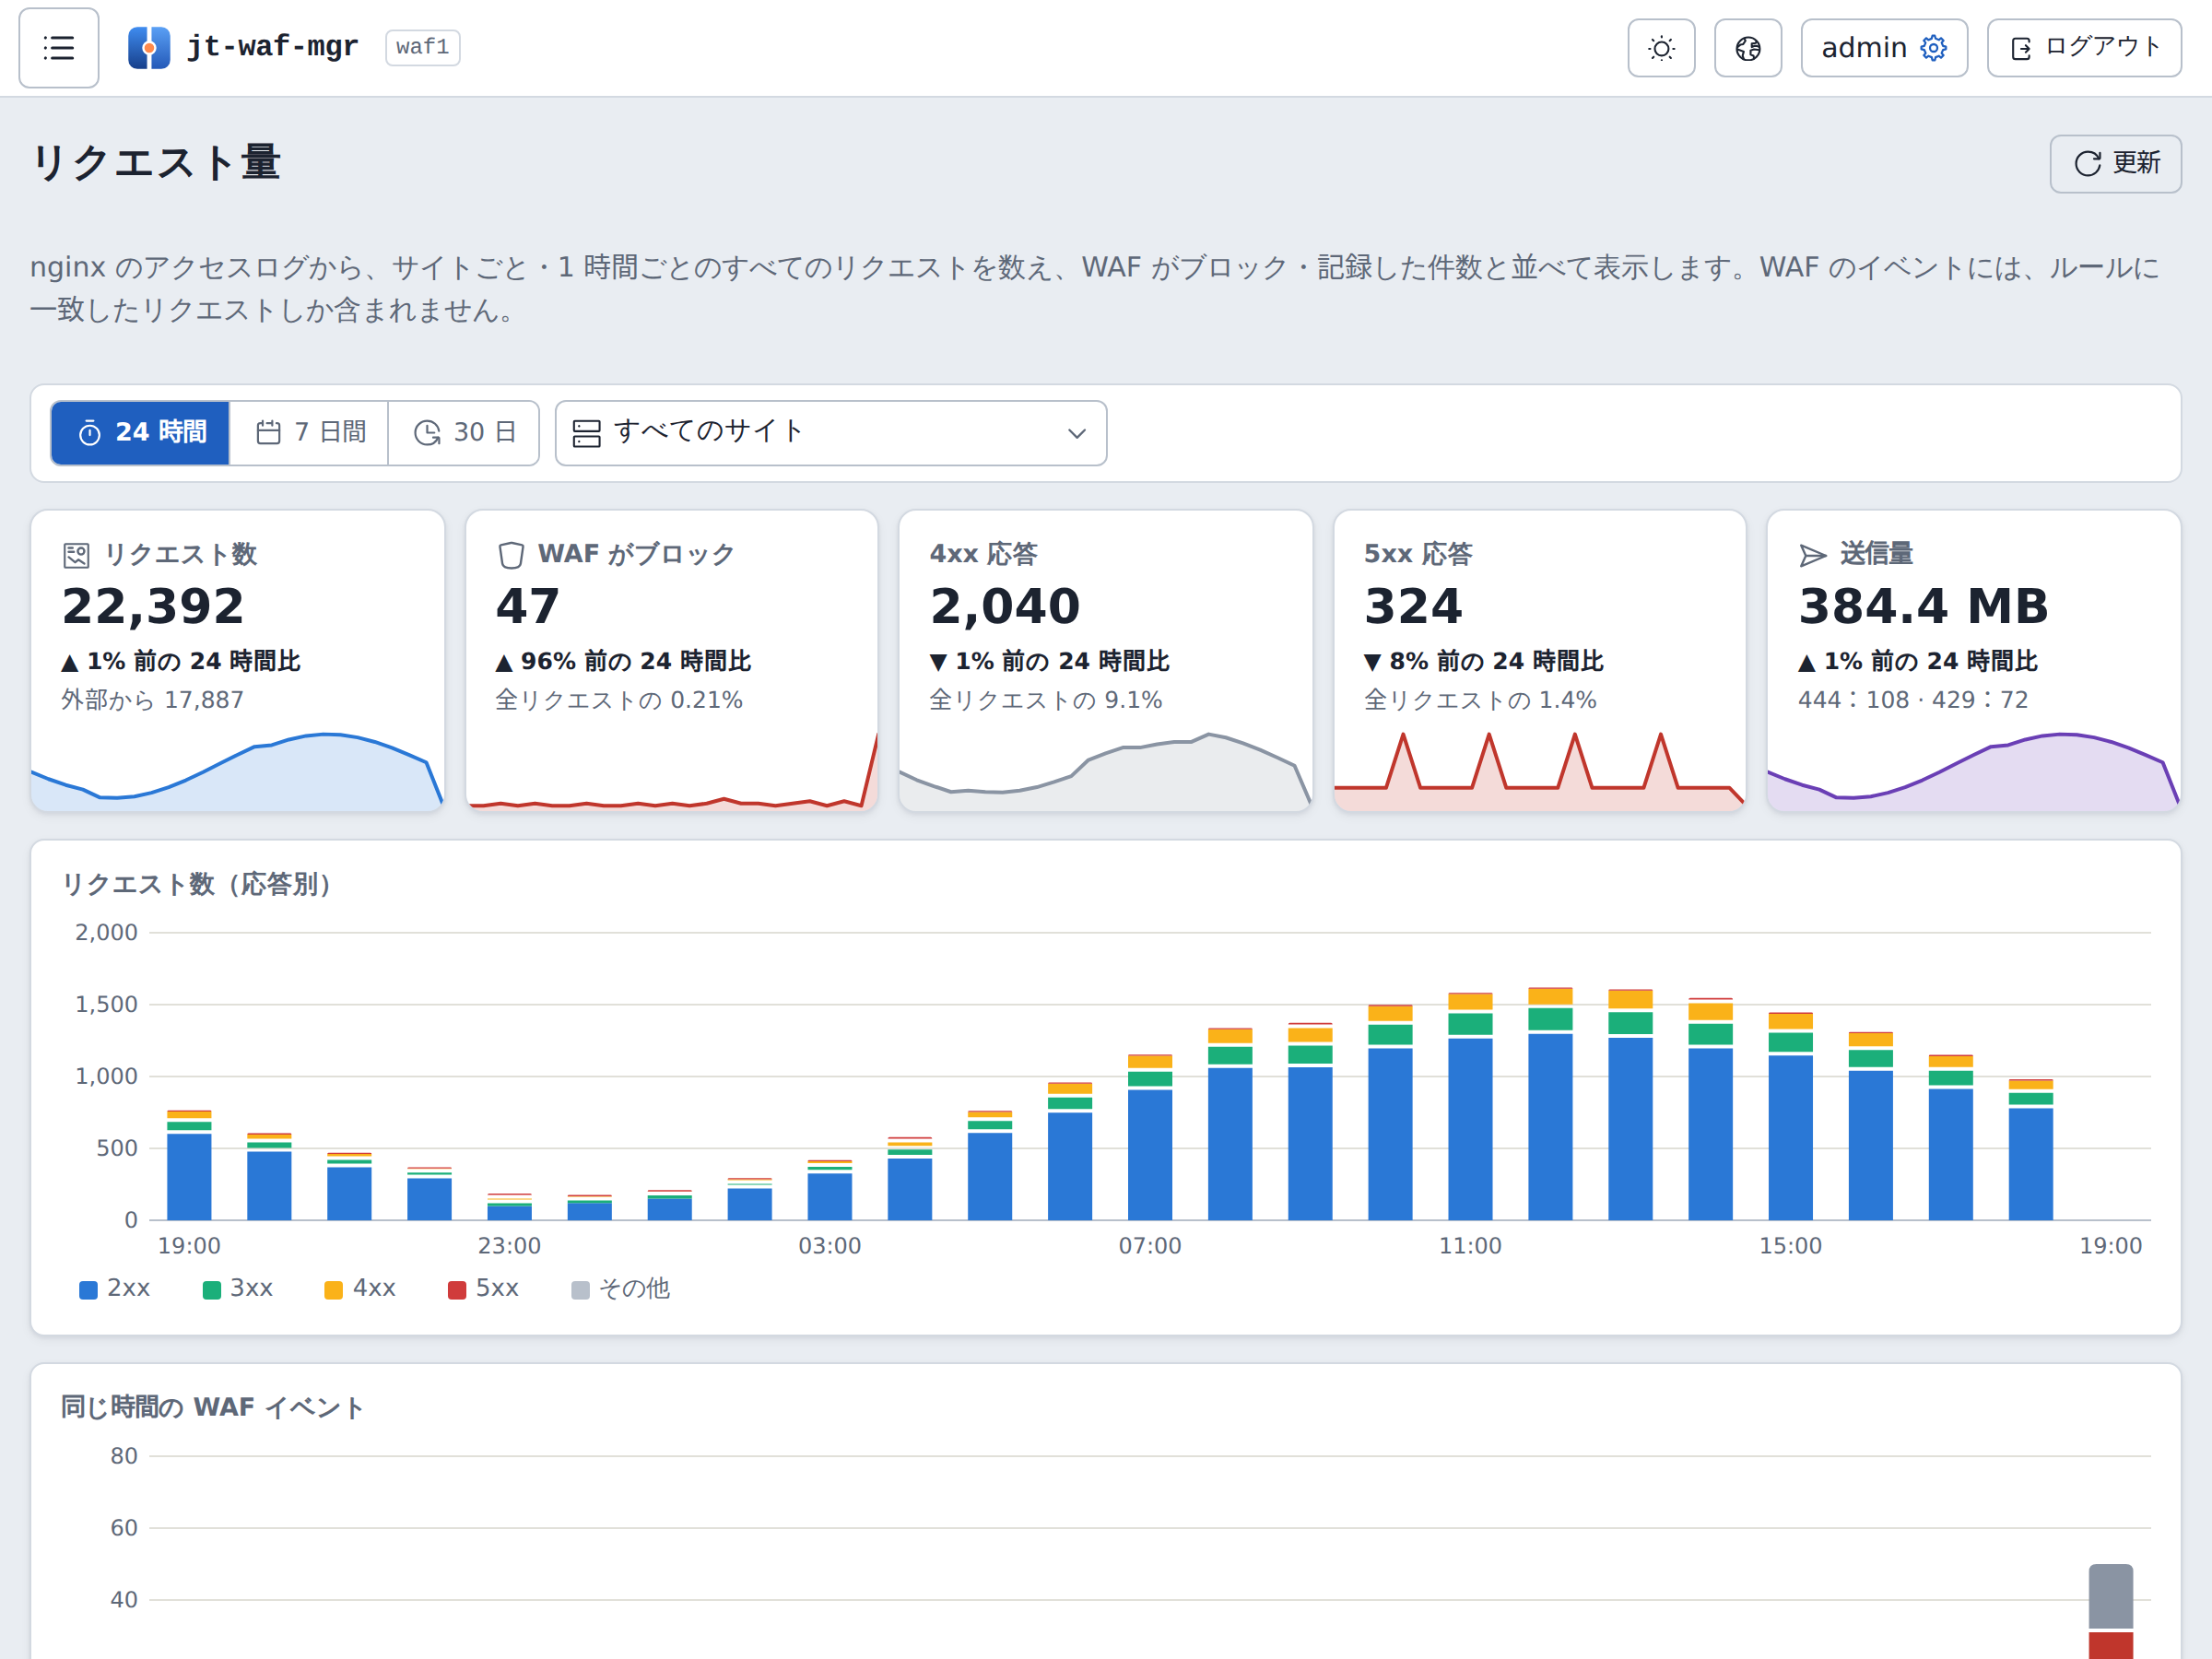 jt-waf-mgr waf1 admin ログアウト
リクエスト量 更新
nginx のアクセスログから、サイトごと・1 時間ごとのすべてのリクエストを数え、WAF がブロック・記録した件数と並べて表示します。WAF のイベントには、ルールに
一致したリクエストしか含まれません。
24 時間 7 日間 30 日 すべてのサイト
リクエスト数
22,392
▲ 1% 前の 24 時間比
外部から 17,887
WAF がブロック
47
▲ 96% 前の 24 時間比
全リクエストの 0.21%
4xx 応答
2,040
▼ 1% 前の 24 時間比
全リクエストの 9.1%
5xx 応答
324
▼ 8% 前の 24 時間比
全リクエストの 1.4%
送信量
384.4 MB
▲ 1% 前の 24 時間比
444：108 · 429：72
リクエスト数（応答別）
2,000
1,500
1,000
500
0
19:00 23:00 03:00 07:00 11:00 15:00 19:00
2xx 3xx 4xx 5xx その他
同じ時間の WAF イベント
80
60
40